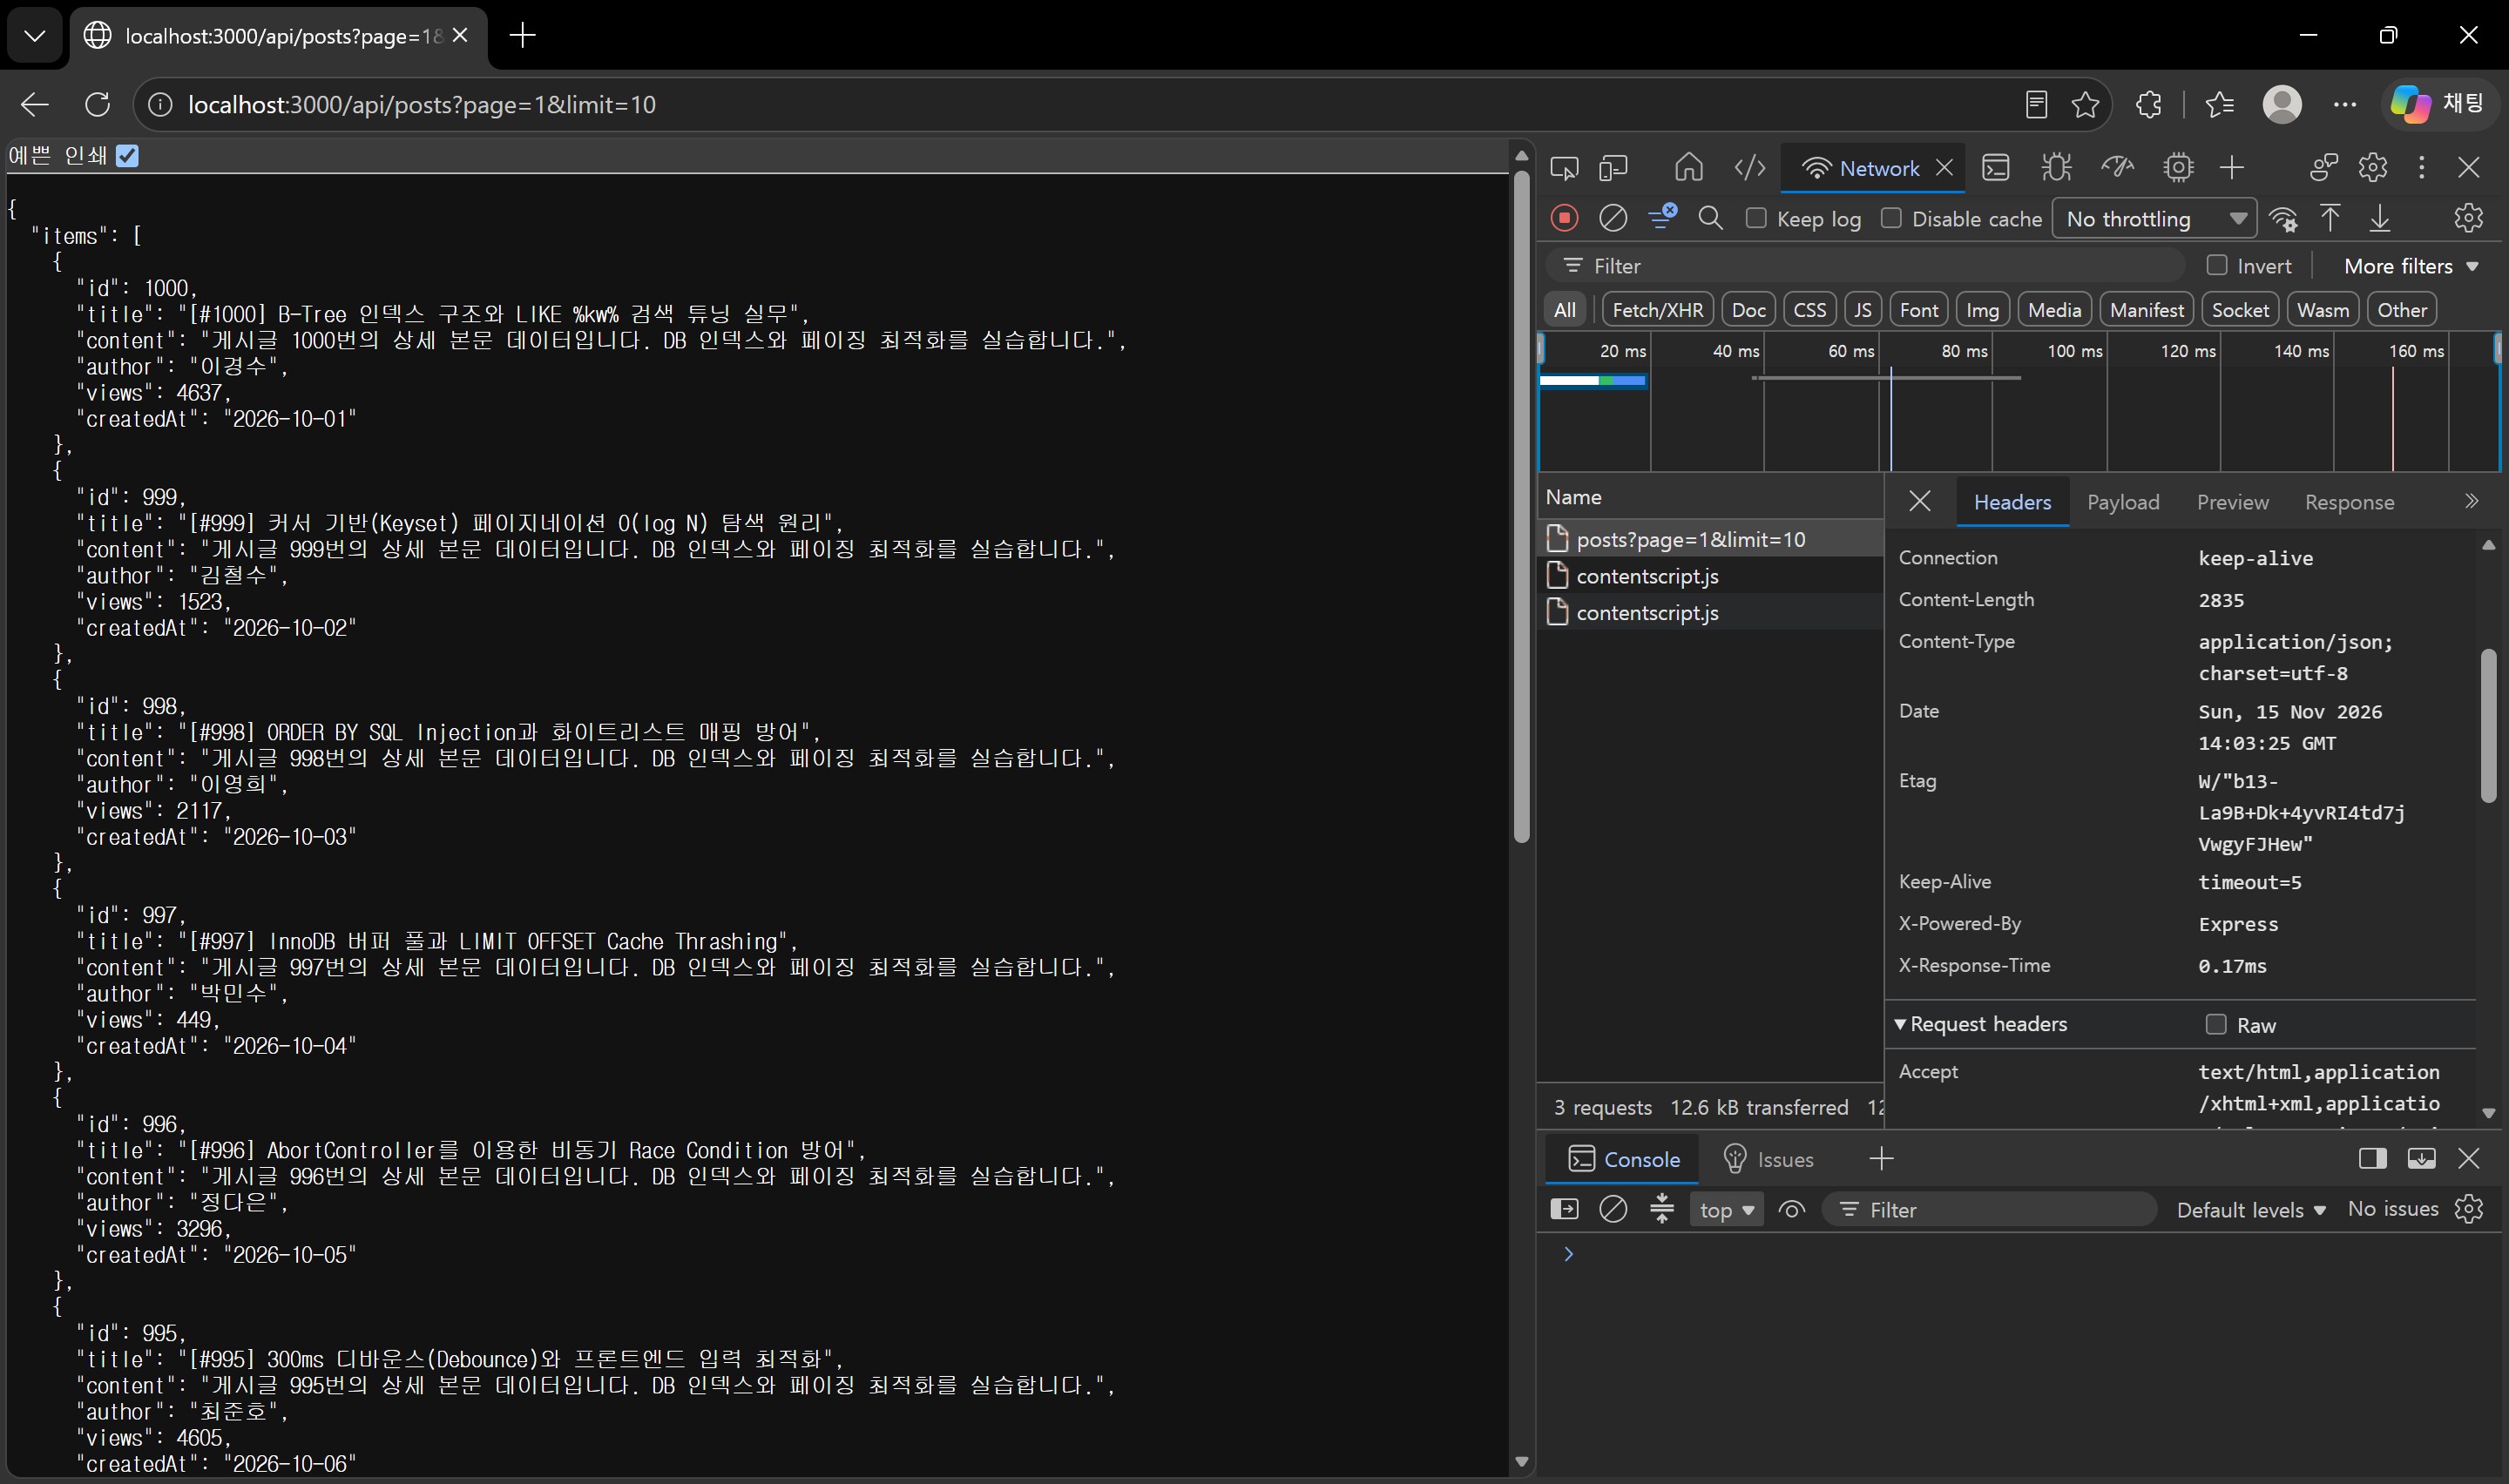 localhost:3000/api/posts?page=1&
localhost:3000/api/posts?page=1&limit=10
채팅
예쁜 인쇄
{
"items": [
{
"id": 1000,
"title": "[#1000] B-Tree 인덱스 구조와 LIKE %kw% 검색 튜닝 실무",
"content": "게시글 1000번의 상세 본문 데이터입니다. DB 인덱스와 페이징 최적화를 실습합니다.",
"author": "이경수",
"views": 4637,
"createdAt": "2026-10-01"
},
{
"id": 999,
"title": "[#999] 커서 기반(Keyset) 페이지네이션 O(log N) 탐색 원리",
"content": "게시글 999번의 상세 본문 데이터입니다. DB 인덱스와 페이징 최적화를 실습합니다.",
"author": "김철수",
"views": 1523,
"createdAt": "2026-10-02"
},
{
"id": 998,
"title": "[#998] ORDER BY SQL Injection과 화이트리스트 매핑 방어",
"content": "게시글 998번의 상세 본문 데이터입니다. DB 인덱스와 페이징 최적화를 실습합니다.",
"author": "이영희",
"views": 2117,
"createdAt": "2026-10-03"
},
{
"id": 997,
"title": "[#997] InnoDB 버퍼 풀과 LIMIT OFFSET Cache Thrashing",
"content": "게시글 997번의 상세 본문 데이터입니다. DB 인덱스와 페이징 최적화를 실습합니다.",
"author": "박민수",
"views": 449,
"createdAt": "2026-10-04"
},
{
"id": 996,
"title": "[#996] AbortController를 이용한 비동기 Race Condition 방어",
"content": "게시글 996번의 상세 본문 데이터입니다. DB 인덱스와 페이징 최적화를 실습합니다.",
"author": "정다은",
"views": 3296,
"createdAt": "2026-10-05"
},
{
"id": 995,
"title": "[#995] 300ms 디바운스(Debounce)와 프론트엔드 입력 최적화",
"content": "게시글 995번의 상세 본문 데이터입니다. DB 인덱스와 페이징 최적화를 실습합니다.",
"author": "최준호",
"views": 4605,
"createdAt": "2026-10-06"
Network
Keep log Disable cache No throttling
Filter Invert More filters
All Fetch/XHR Doc CSS JS Font Img Media Manifest Socket Wasm Other
20 ms 40 ms 60 ms 80 ms 100 ms 120 ms 140 ms 160 ms
Name
posts?page=1&limit=10
contentscript.js
contentscript.js
3 requests 12.6 kB transferred 12
Headers Payload Preview Response
Connection keep-alive
Content-Length 2835
Content-Type application/json;
charset=utf-8
Date Sun, 15 Nov 2026
14:03:25 GMT
Etag W/"b13-
La9B+Dk+4yvRI4td7j
VwgyFJHew"
Keep-Alive timeout=5
X-Powered-By Express
X-Response-Time 0.17ms
Request headers Raw
Accept text/html,application
/xhtml+xml,applicatio
Console Issues
top Filter Default levels No issues